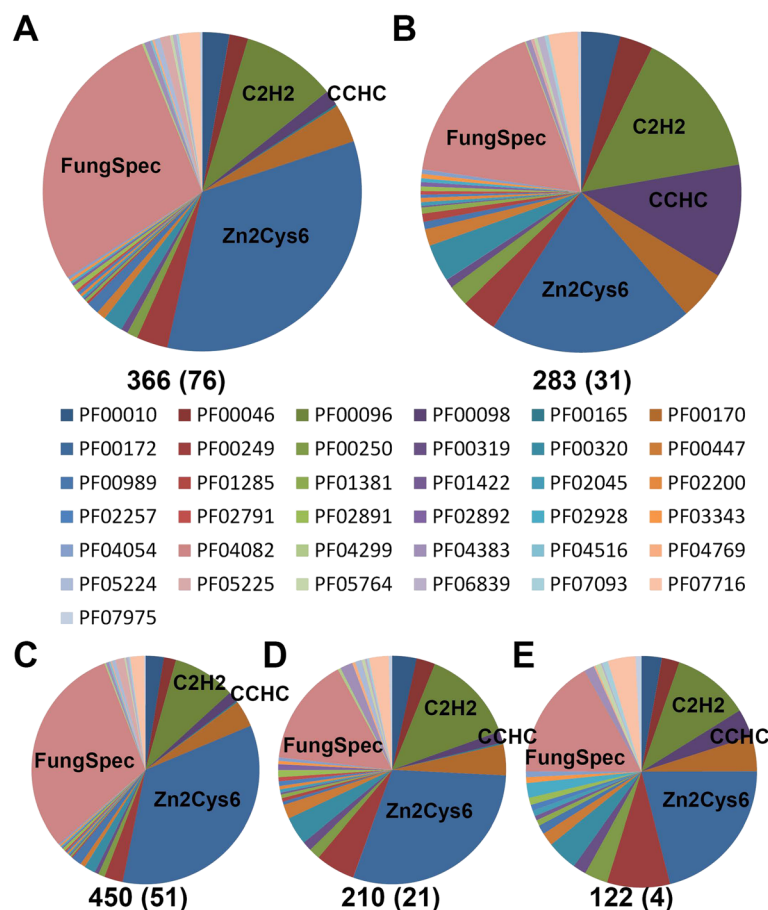 A
B
C2H2
CCHC
FungSpec
Zn2Cys6
C2H2
FungSpec
CCHC
Zn2Cys6
366 (76)
283 (31)
PF00010 PF00046 PF00096 PF00098 PF00165 PF00170
PF00172 PF00249 PF00250 PF00319 PF00320 PF00447
PF00989 PF01285 PF01381 PF01422 PF02045 PF02200
PF02257 PF02791 PF02891 PF02892 PF02928 PF03343
PF04054 PF04082 PF04299 PF04383 PF04516 PF04769
PF05224 PF05225 PF05764 PF06839 PF07093 PF07716
PF07975
C
D
E
C2H2
CCHC
FungSpec
Zn2Cys6
C2H2
CCHC
FungSpec
Zn2Cys6
C2H2
CCHC
FungSpec
Zn2Cys6
450 (51)
210 (21)
122 (4)